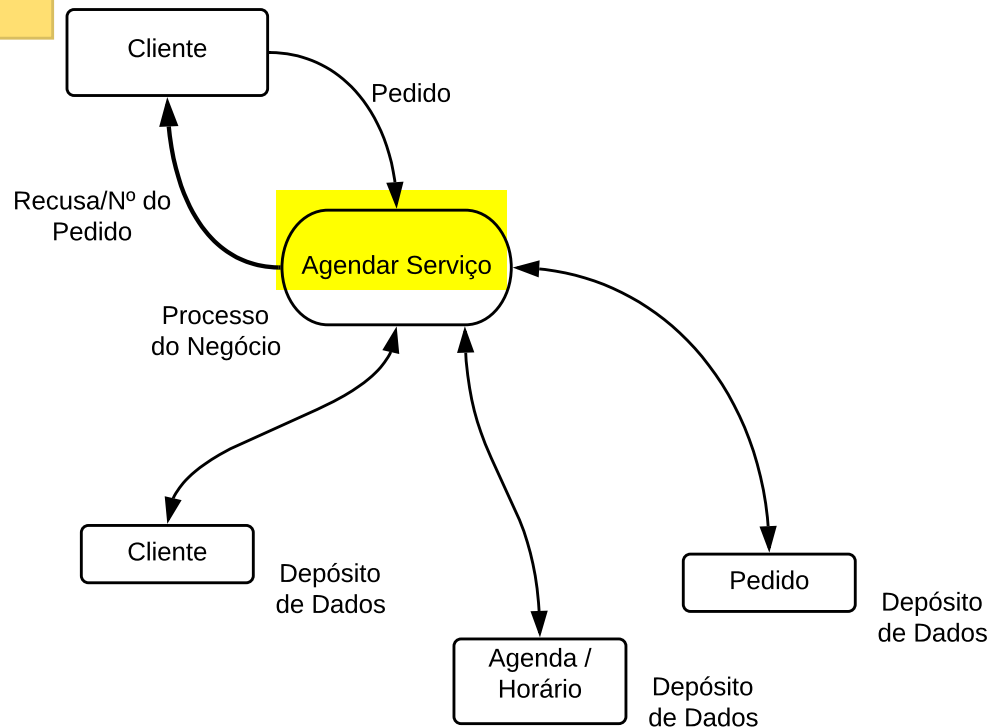 Cliente
Pedido
Recusa/Nº do
Pedido
Agendar Serviço
Processo
do Negócio
Cliente
Depósito
de Dados
Pedido
Depósito
de Dados
Agenda /
Horário
Depósito
de Dados